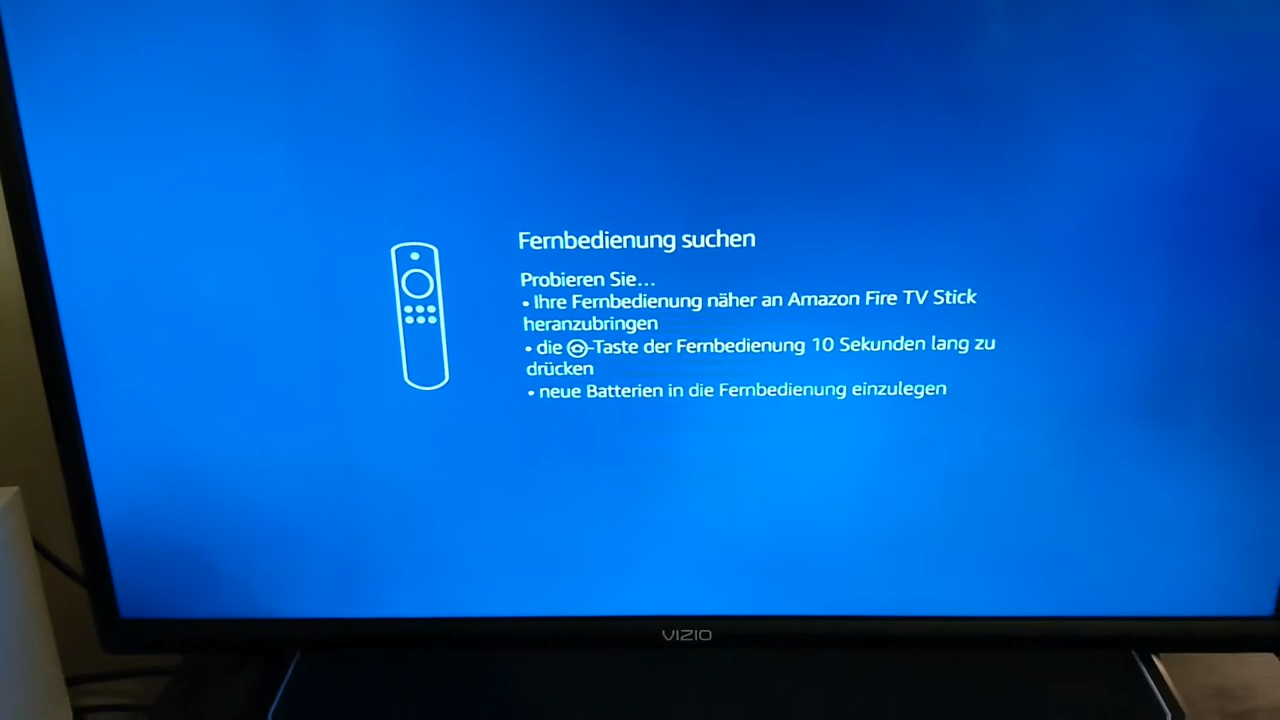 Fernbedienung suchen
Probieren Sie...
• Ihre Fernbedienung näher an Amazon Fire TV Stick
heranzubringen
• die -Taste der Fernbedienung 10 Sekunden lang zu
drücken
• neue Batterien in die Fernbedienung einzulegen
VIZIO